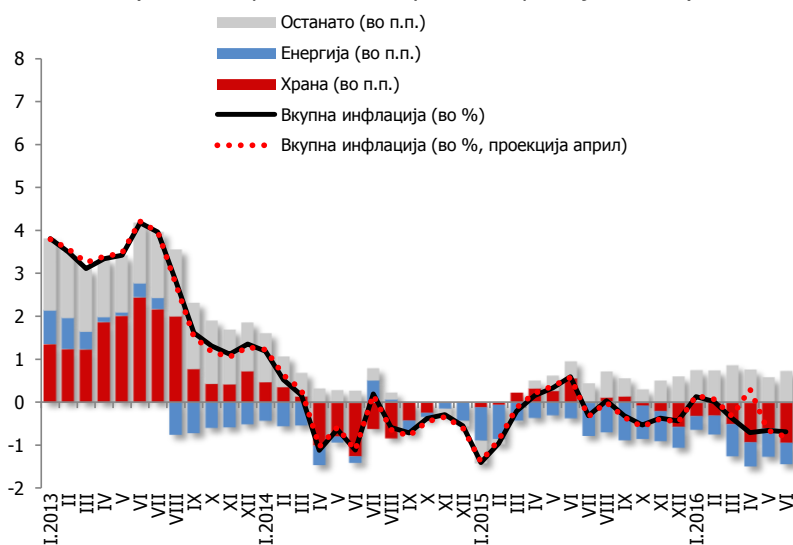 Останато (во п.п.)
Енергија (во п.п.)
Храна (во п.п.)
Вкупна инфлација (во %)
Вкупна инфлација (во %, проекција април)
8
7
6
5
4
3
2
1
0
-1
-2
I.2013
II
III
IV
V
VI
VII
VIII
IX
X
XI
XII
I.2014
II
III
IV
V
VI
VII
VIII
IX
X
XI
XII
I.2015
II
III
IV
V
VI
VII
VIII
IX
X
XI
XII
I.2016
II
III
IV
V
VI